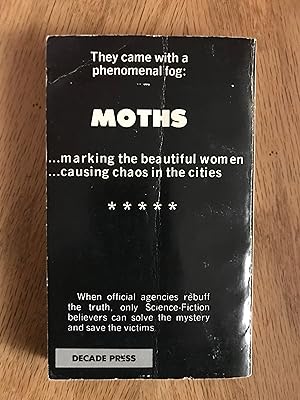 They came with a
phenomenal fog:
MOTHS
...marking the beautiful women
...causing chaos in the cities
* * * * *
When official agencies rebuff
the truth, only Science-Fiction
believers can solve the mystery
and save the victims.
DECADE PRESS